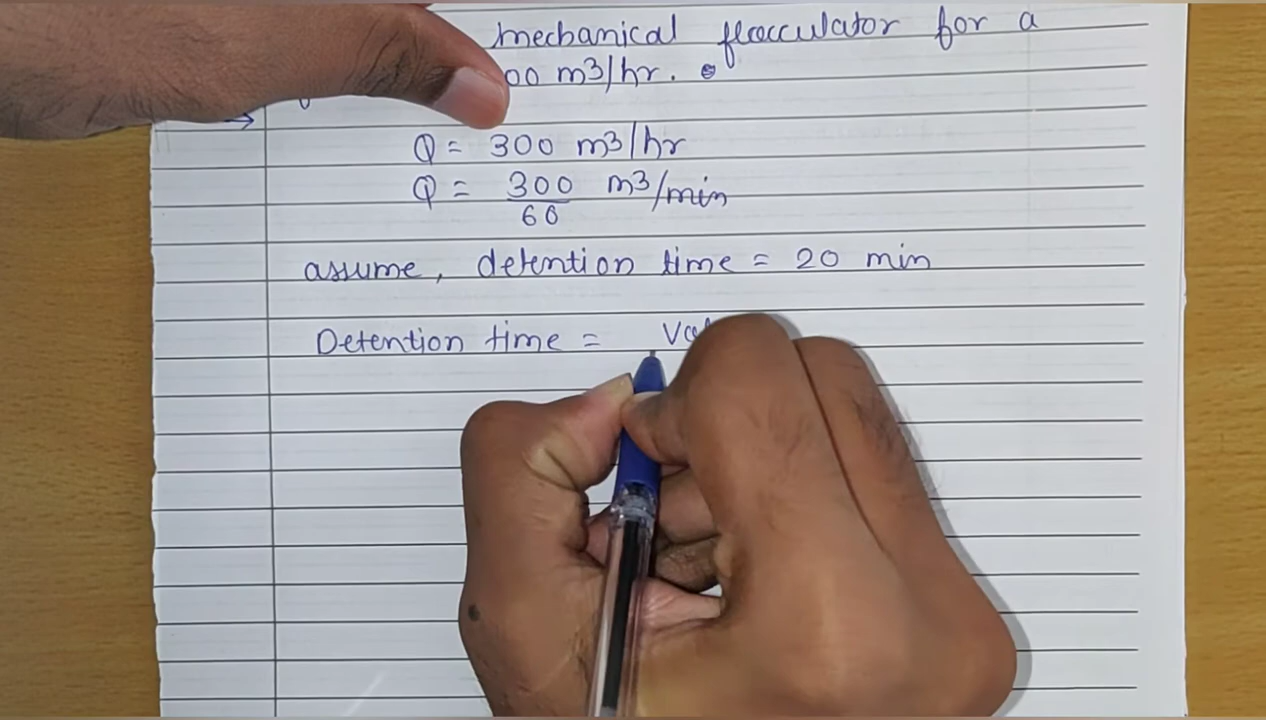 mechanical flocculator for a
00 m3/hr.
Q = 300 m3/hr
Q = 300/60 m3/min
assume, detention time = 20 min
Detention time =